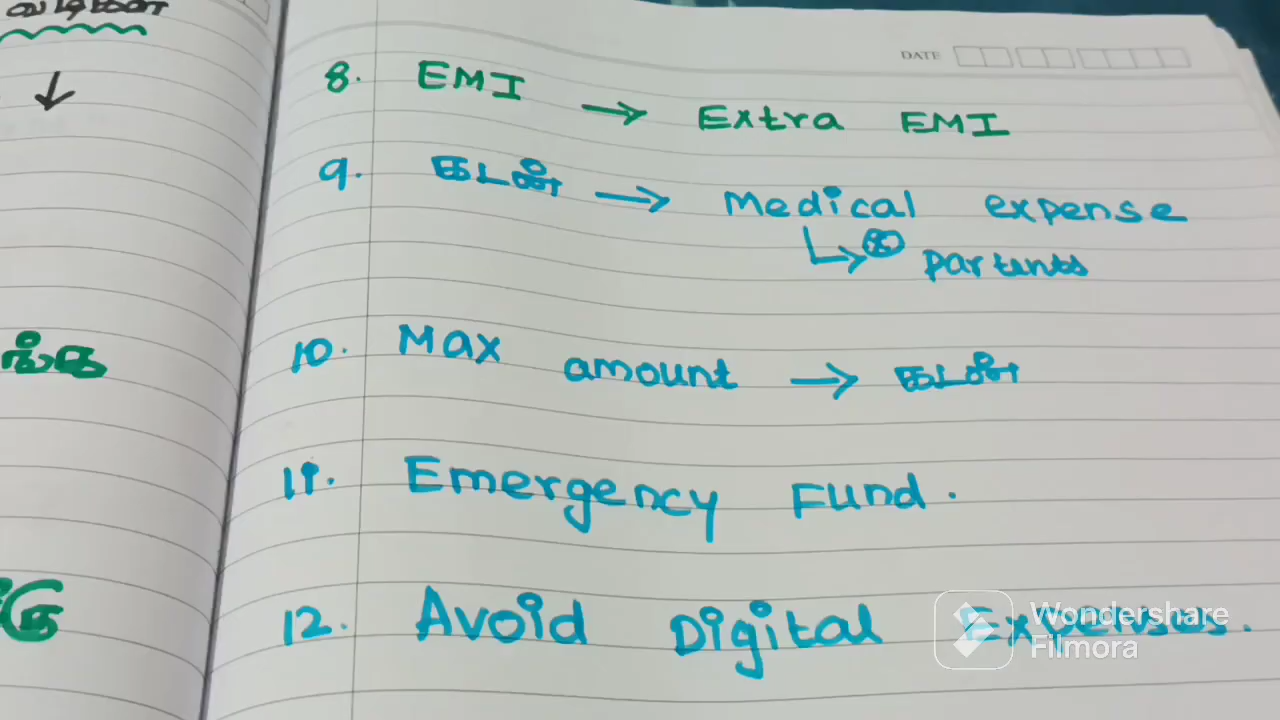 DATE
8. EMI → Extra EMI
9. கடன் → Medical expense
↳ parents
10. Max amount → கடன்
11. Emergency Fund.
12. Avoid Digital Expenses.
Wondershare
Filmora